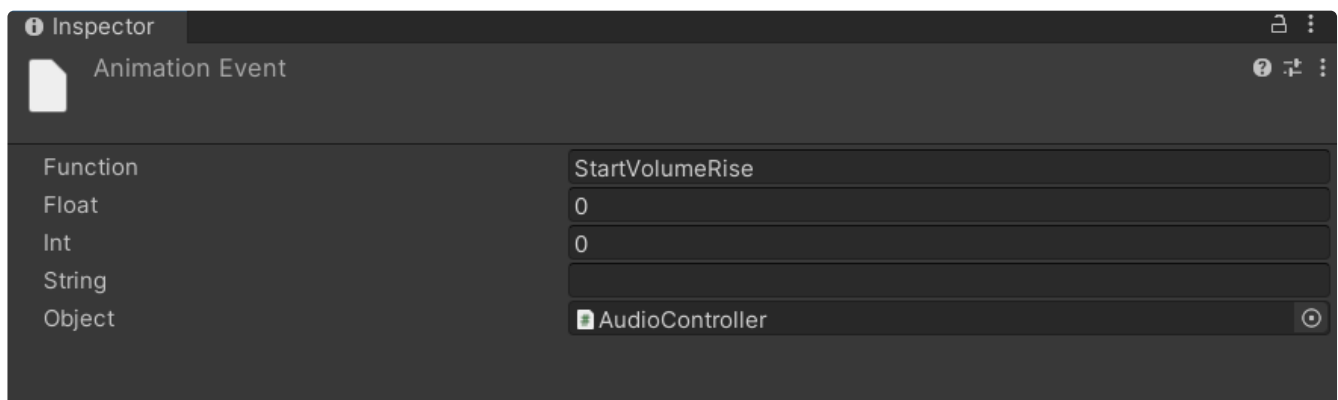 Inspector
Animation Event
Function StartVolumeRise
Float 0
Int 0
String
Object AudioController